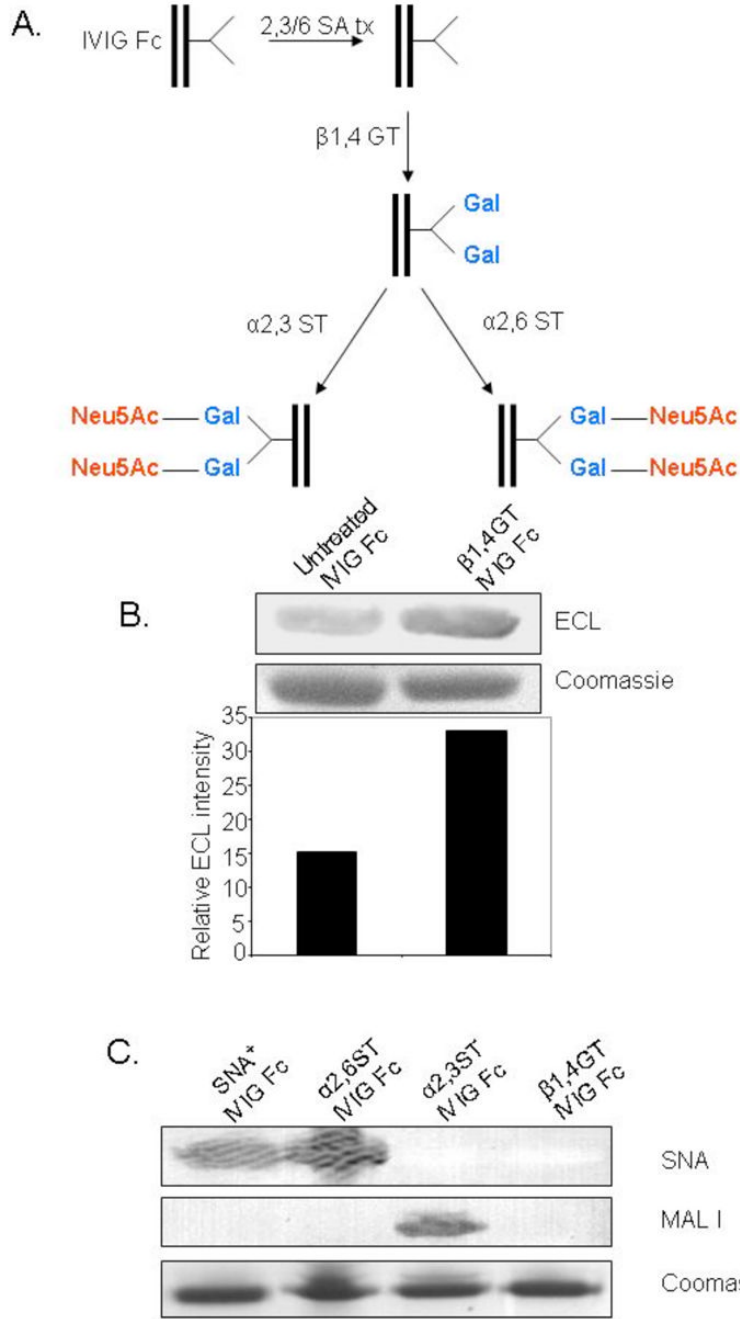 A.
IVIG Fc
2,3/6 SA tx
β1,4 GT
Gal
Gal
α2,3 ST
α2,6 ST
Neu5Ac Gal
Gal Neu5Ac
Neu5Ac Gal
Gal Neu5Ac
B.
Untreated
IVIG Fc
β1,4GT
IVIG Fc
ECL
Coomassie
Relative ECL intensity
35
30
25
20
15
10
5
0
C.
SNA+
IVIG Fc
α2,6ST
IVIG Fc
α2,3ST
IVIG Fc
β1,4GT
IVIG Fc
SNA
MAL I
Coomas